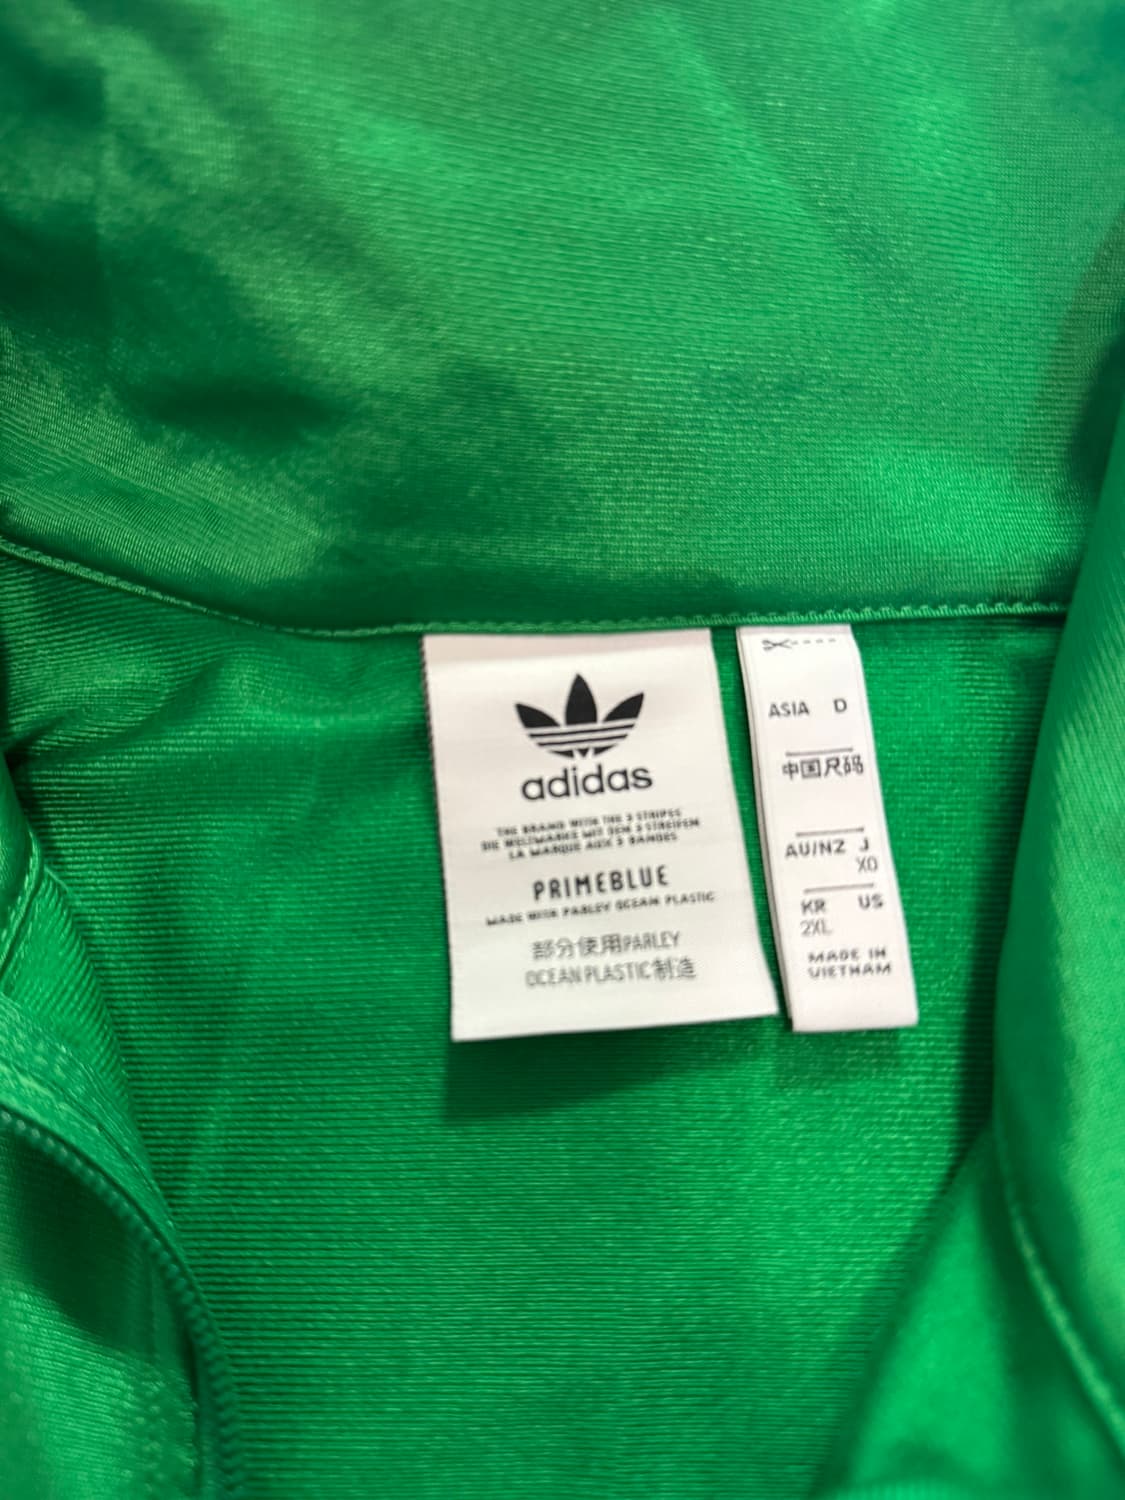 adidas
THE BRAND WITH THE 3 STRIPES
DIE WELTMARKE MIT DEN 3 STREIFEN
LA MARQUE AUX 3 BANDES
PRIMEBLUE
MADE WITH PARLEY OCEAN PLASTIC
部分使用PARLEY
OCEAN PLASTIC制造
ASIA D
中国尺码
AU/NZ J
XO
KR US
2XL
MADE IN
VIETNAM